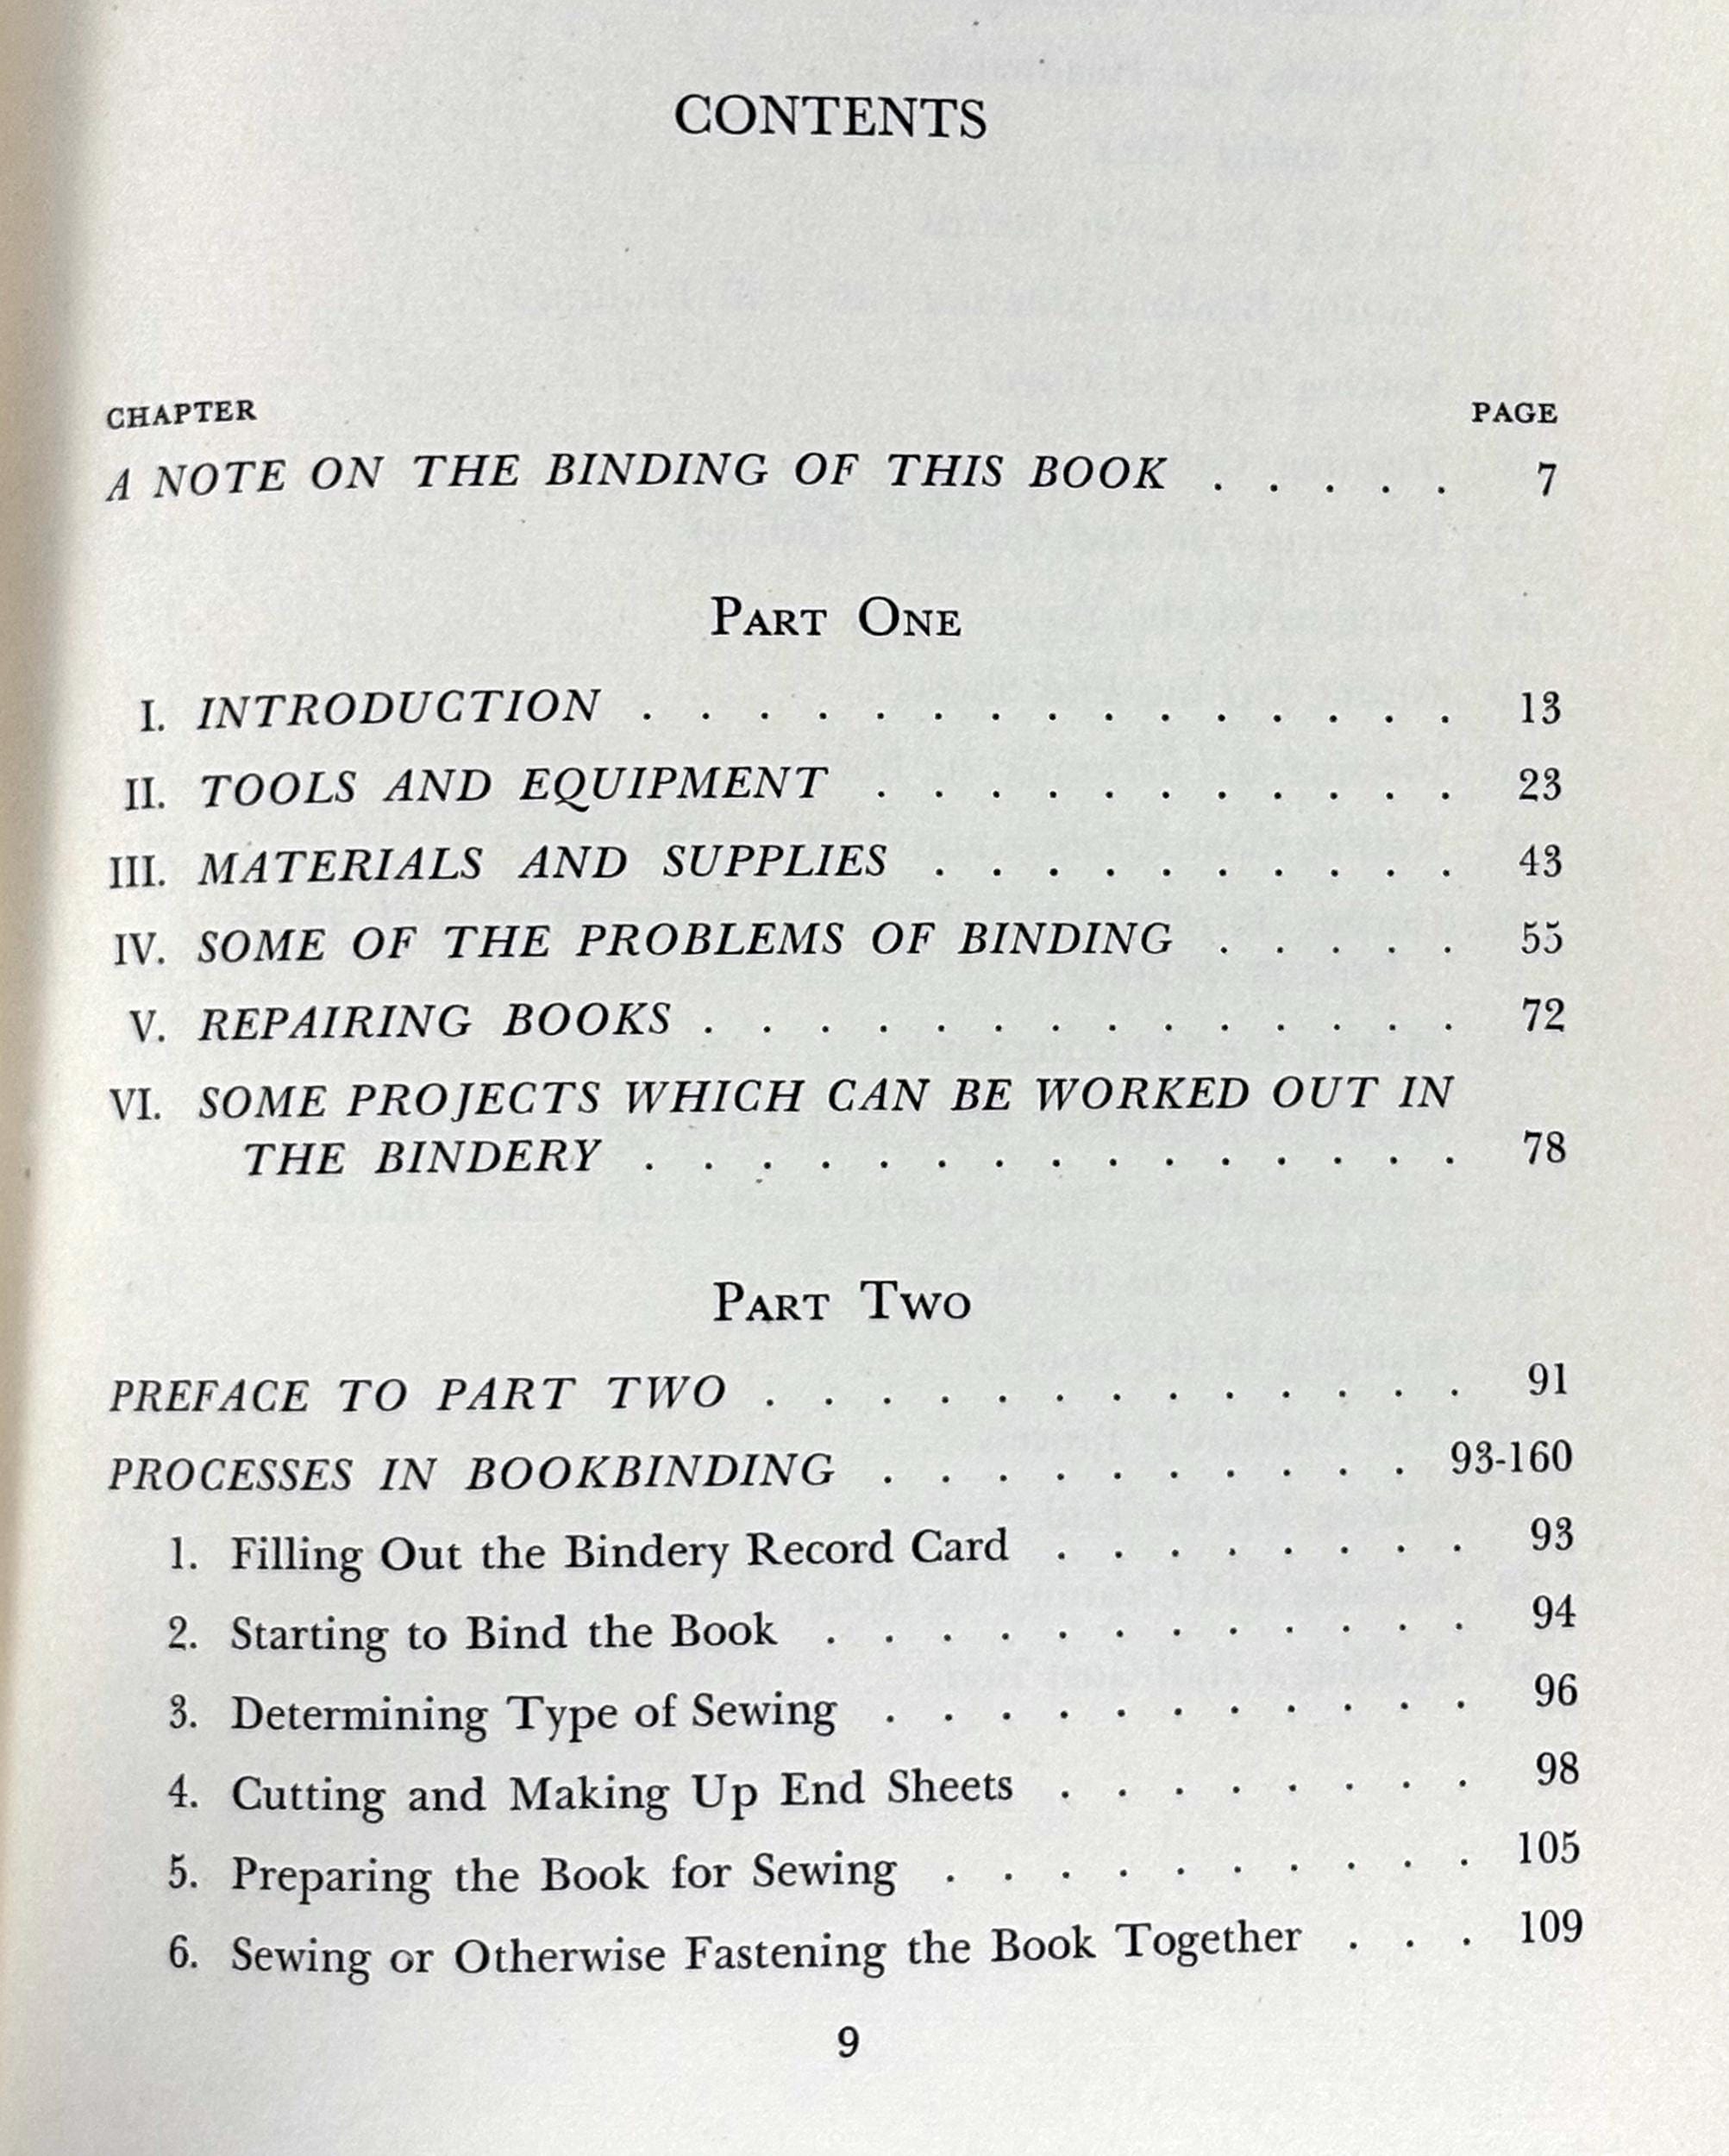 CONTENTS
CHAPTER PAGE
A NOTE ON THE BINDING OF THIS BOOK . . . . . 7
PART ONE
I. INTRODUCTION . . . . . . . . . . . . . . . 13
II. TOOLS AND EQUIPMENT . . . . . . . . . . . 23
III. MATERIALS AND SUPPLIES . . . . . . . . . . 43
IV. SOME OF THE PROBLEMS OF BINDING . . . . . 55
V. REPAIRING BOOKS . . . . . . . . . . . . . . 72
VI. SOME PROJECTS WHICH CAN BE WORKED OUT IN
THE BINDERY . . . . . . . . . . . . . . . 78
PART TWO
PREFACE TO PART TWO . . . . . . . . . . . . . 91
PROCESSES IN BOOKBINDING . . . . . . . . . . 93-160
1. Filling Out the Bindery Record Card . . . . . . . . 93
2. Starting to Bind the Book . . . . . . . . . . . . 94
3. Determining Type of Sewing . . . . . . . . . . . 96
4. Cutting and Making Up End Sheets . . . . . . . . 98
5. Preparing the Book for Sewing . . . . . . . . . . 105
6. Sewing or Otherwise Fastening the Book Together . . . 109
9